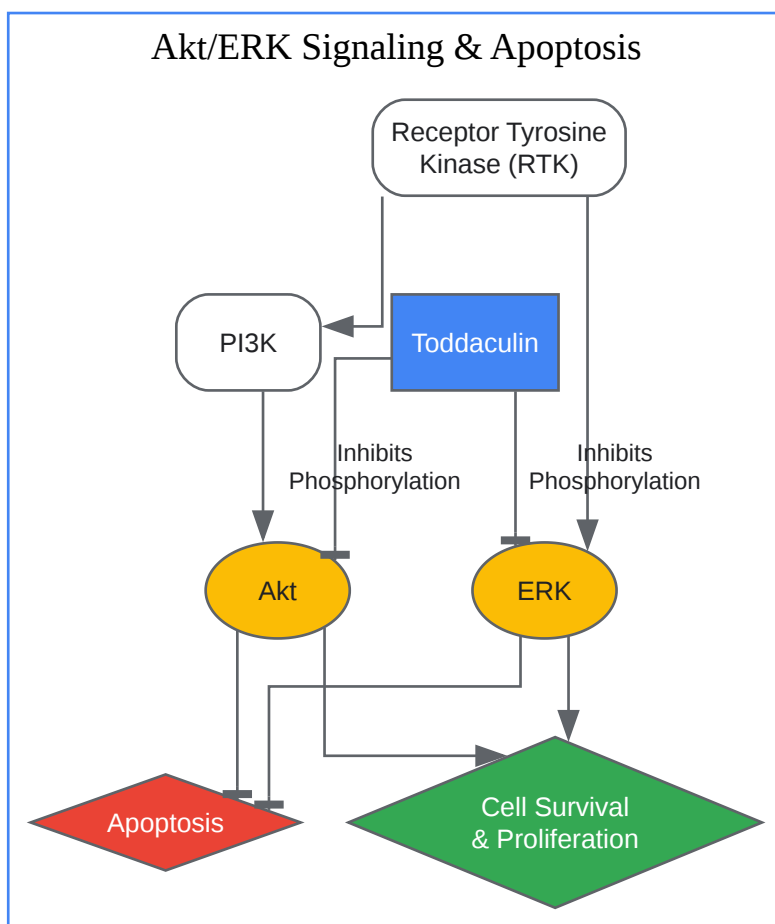 Akt/ERK Signaling & Apoptosis
Receptor Tyrosine
Kinase (RTK)
PI3K
Toddaculin
Inhibits
Phosphorylation
Inhibits
Phosphorylation
Akt
ERK
Apoptosis
Cell Survival
& Proliferation